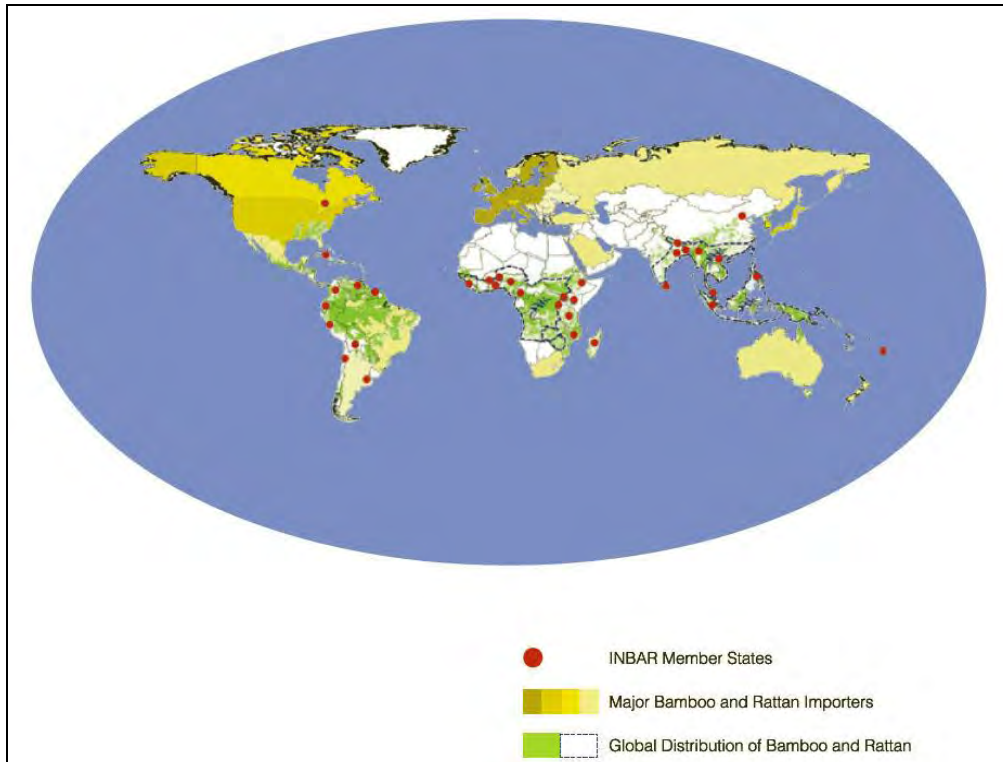 INBAR Member States
Major Bamboo and Rattan Importers
Global Distribution of Bamboo and Rattan